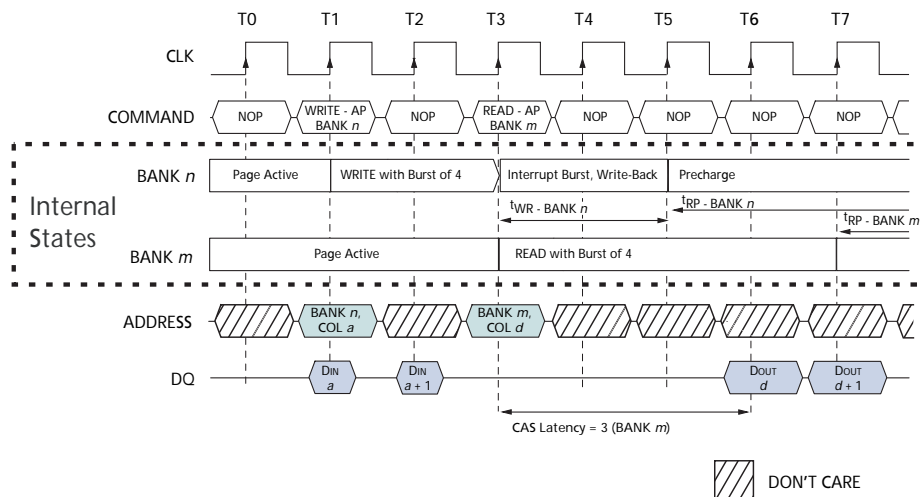 T0 T1 T2 T3 T4 T5 T6 T7
CLK
COMMAND NOP WRITE - AP BANK n NOP READ - AP BANK m NOP NOP NOP NOP
BANK n Page Active WRITE with Burst of 4 Interrupt Burst, Write-Back Precharge
Internal States
tWR - BANK n tRP - BANK n
tRP - BANK m
BANK m Page Active READ with Burst of 4
ADDRESS BANK n, COL a BANK m, COL d
DQ DIN a DIN a + 1 DOUT d DOUT d + 1
CAS Latency = 3 (BANK m)
DON'T CARE